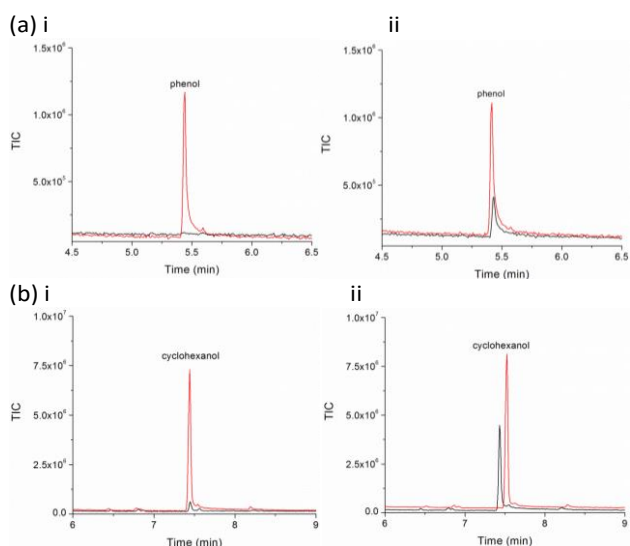 (a) i
ii
1.5x10⁶
1.0x10⁶
5.0x10⁵
TIC
phenol
4.5 5.0 5.5 6.0 6.5
Time (min)
1.5x10⁶
1.0x10⁶
5.0x10⁵
TIC
phenol
4.5 5.0 5.5 6.0 6.5
Time (min)
(b) i
ii
1.0x10⁷
7.5x10⁶
5.0x10⁶
2.5x10⁶
0.0
TIC
cyclohexanol
6 7 8 9
Time (min)
1.0x10⁷
7.5x10⁶
5.0x10⁶
2.5x10⁶
0.0
TIC
cyclohexanol
6 7 8 9
Time (min)